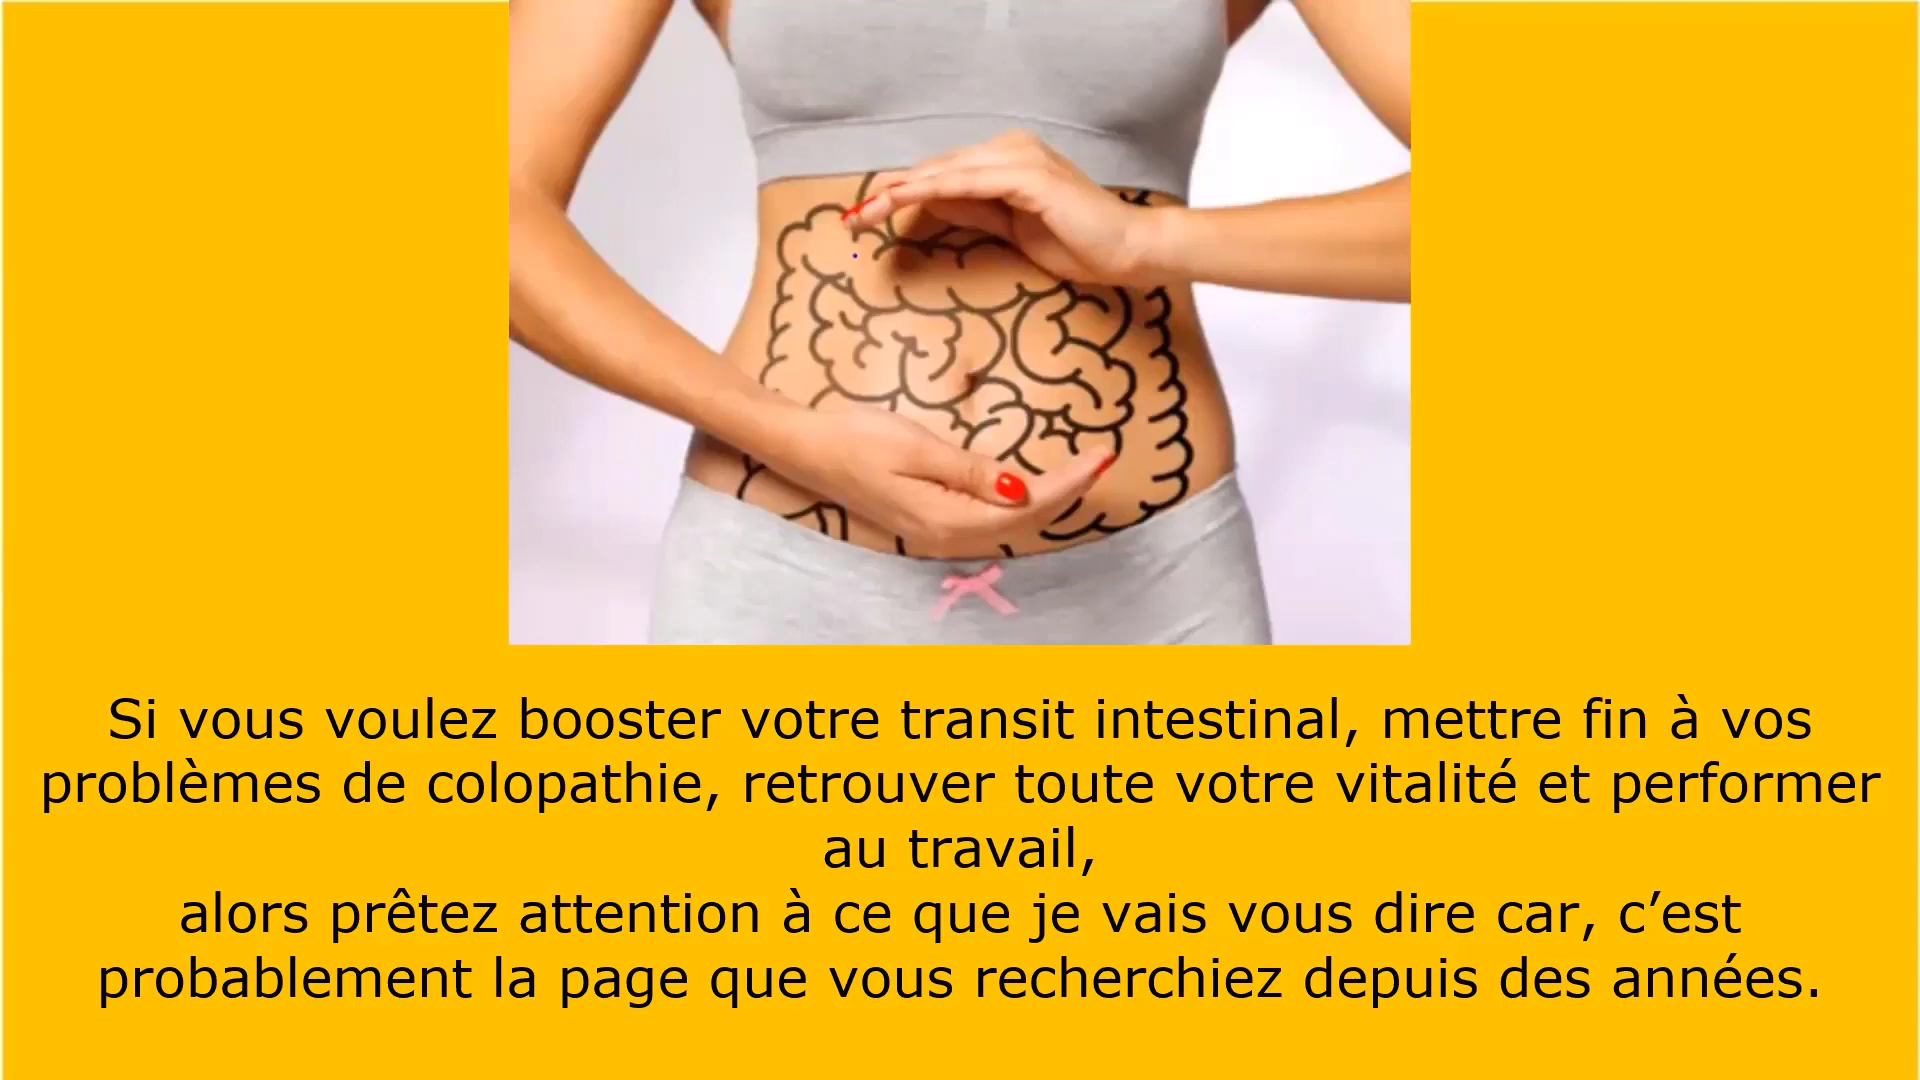 Si vous voulez booster votre transit intestinal, mettre fin à vos
problèmes de colopathie, retrouver toute votre vitalité et performer
au travail,
alors prêtez attention à ce que je vais vous dire car, c’est
probablement la page que vous recherchiez depuis des années.